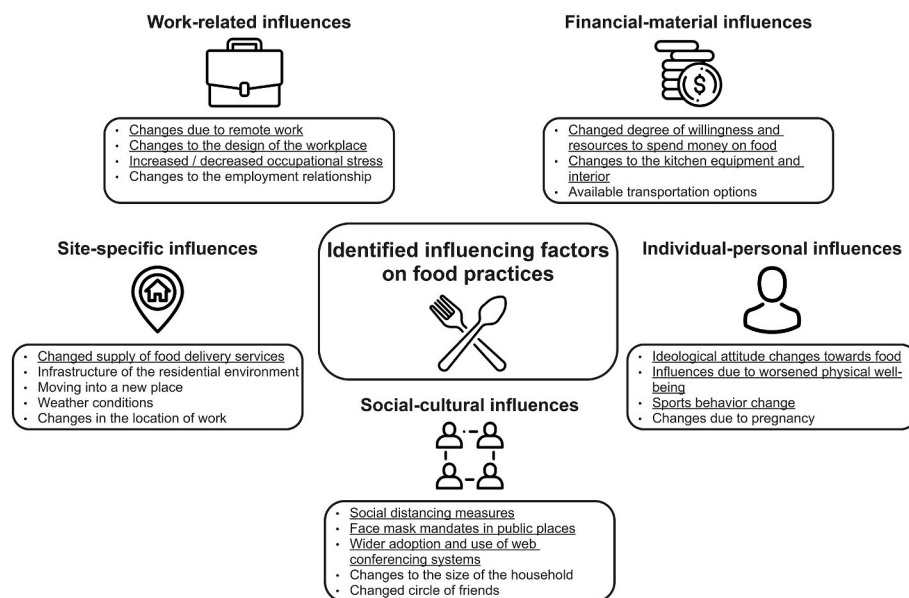 Work-related influences
• Changes due to remote work
• Changes to the design of the workplace
• Increased / decreased occupational stress
• Changes to the employment relationship
Financial-material influences
$
• Changed degree of willingness and
resources to spend money on food
• Changes to the kitchen equipment and
interior
• Available transportation options
Identified influencing factors
on food practices
Site-specific influences
• Changed supply of food delivery services
• Infrastructure of the residential environment
• Moving into a new place
• Weather conditions
• Changes in the location of work
Individual-personal influences
• Ideological attitude changes towards food
• Influences due to worsened physical well-
being
• Sports behavior change
• Changes due to pregnancy
Social-cultural influences
• Social distancing measures
• Face mask mandates in public places
• Wider adoption and use of web
conferencing systems
• Changes to the size of the household
• Changed circle of friends